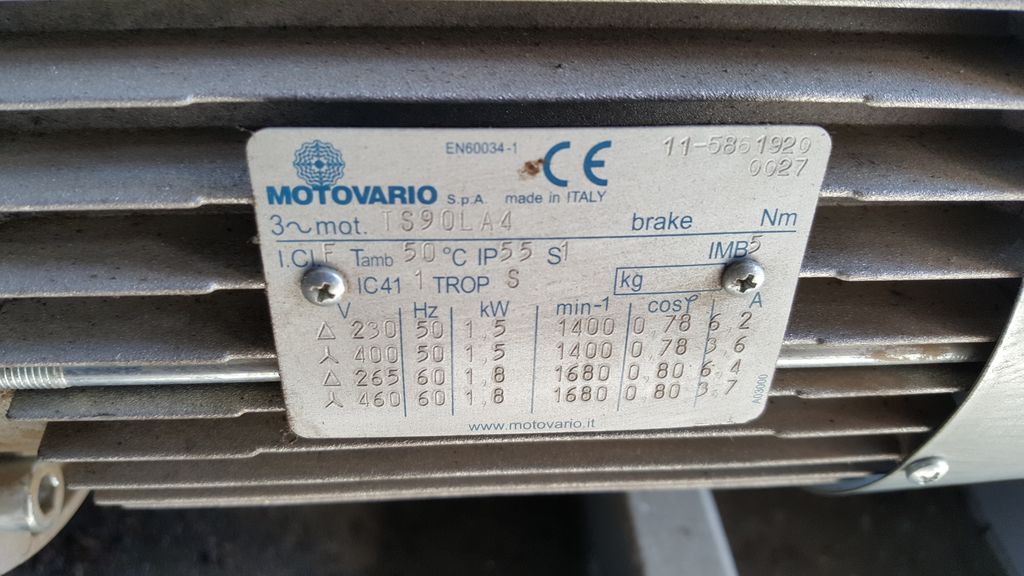 EN60034-1 CE 11-5861920
0027
MOTOVARIO S.p.A. made in ITALY
3~mot. TS90LA4 brake Nm
I.CL F Tamb 50 °C IP55 S1 IMB5
IC41 1 TROP S kg
V Hz kW min-1 cosφ A
△ 230 50 1,5 1400 0,78 6,2
⅄ 400 50 1,5 1400 0,78 3,6
△ 265 60 1,8 1680 0,80 6,4
⅄ 460 60 1,8 1680 0,80 3,7
A08000
www.motovario.it